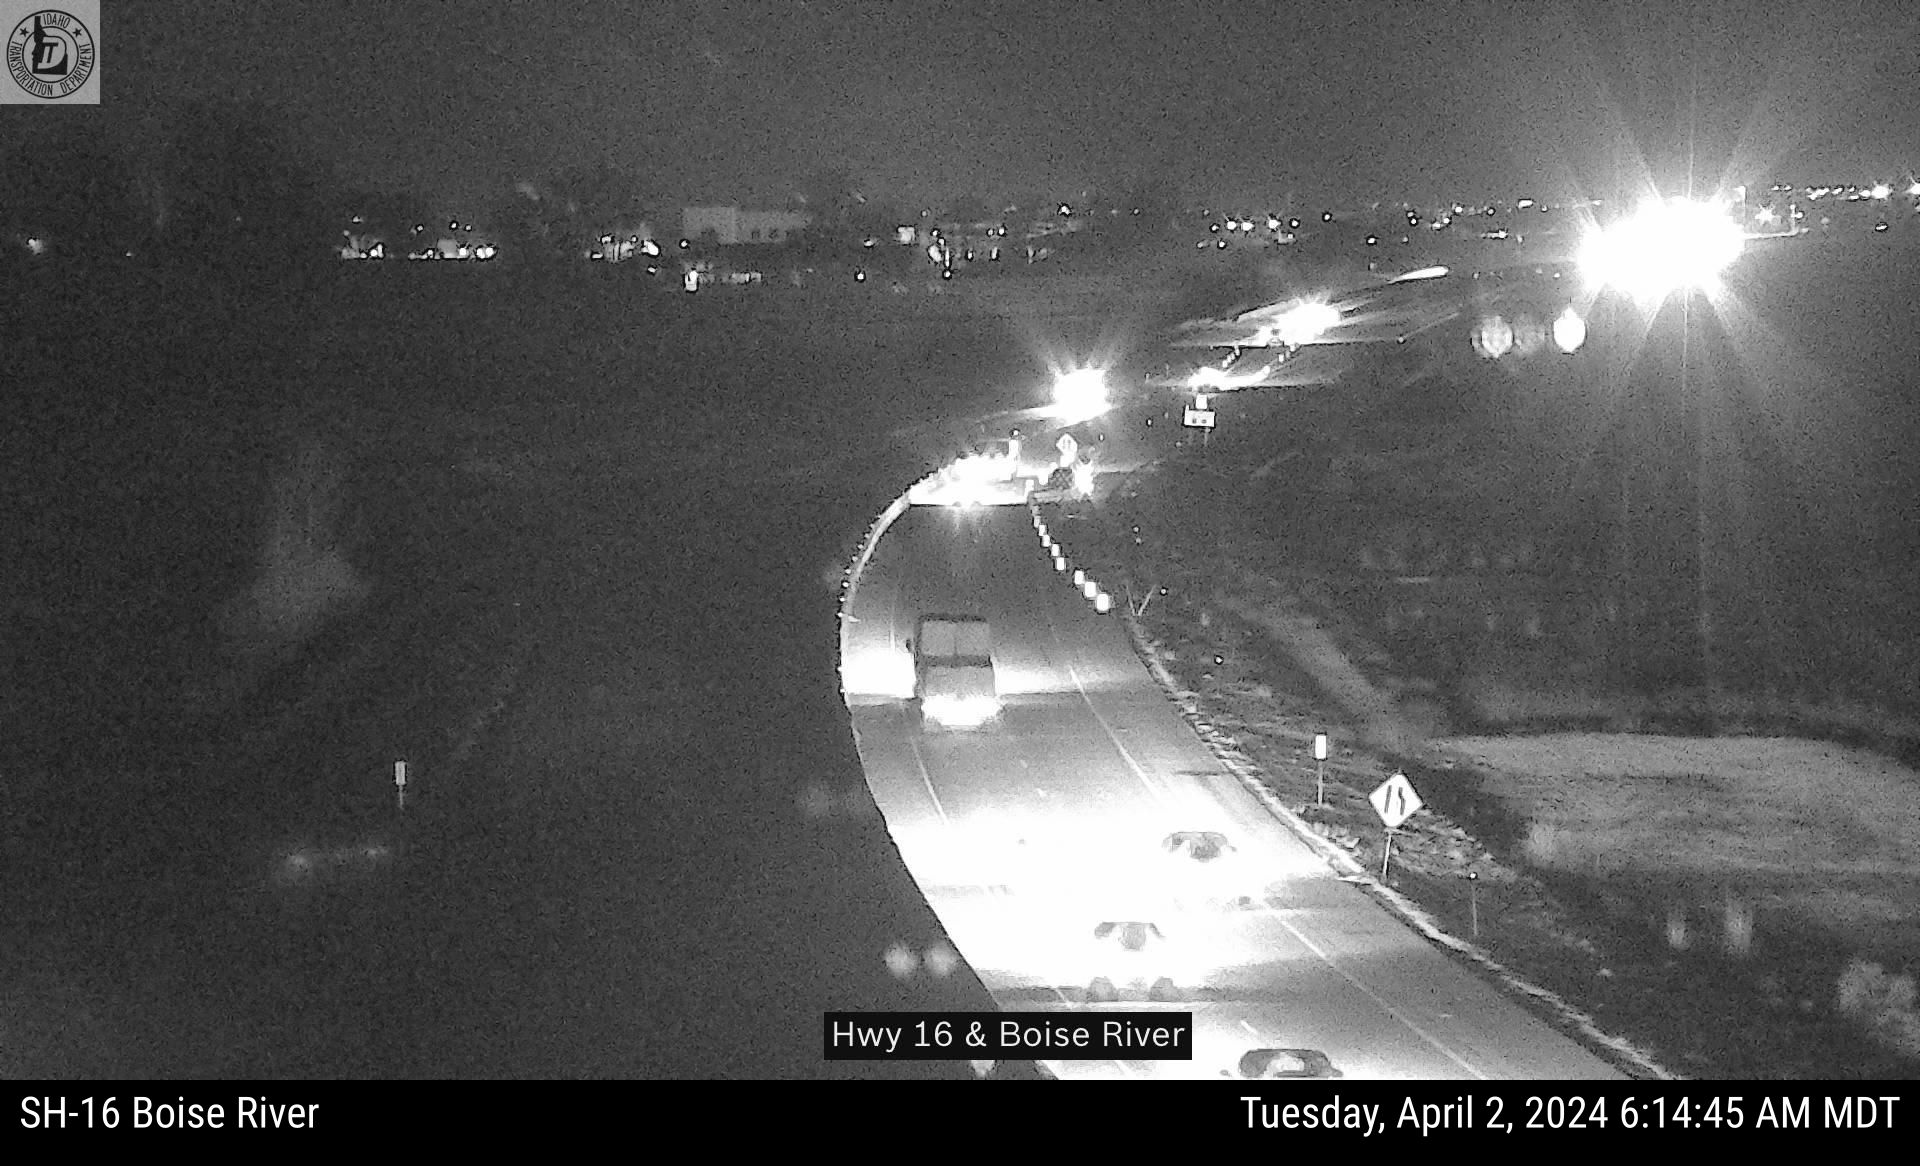 IDAHO
TRANSPORTATION DEPARTMENT
Hwy 16 & Boise River
SH-16 Boise River
Tuesday, April 2, 2024 6:14:45 AM MDT